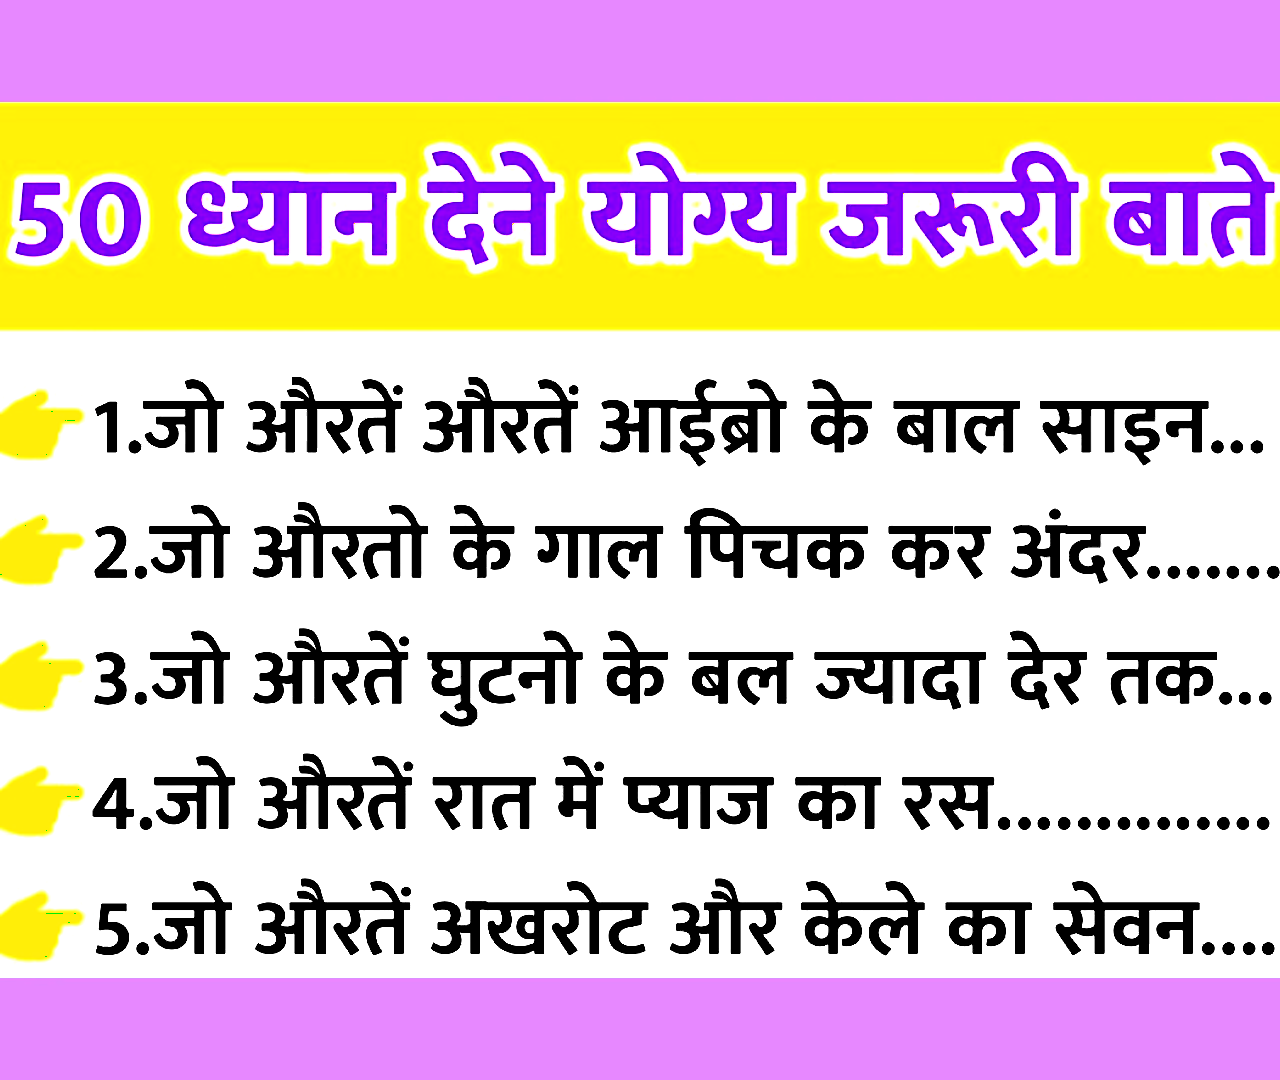 50 ध्यान देने योग्य जरूरी बाते
1.जो औरतें औरतें आईब्रो के बाल साइन...
2.जो औरतो के गाल पिचक कर अंदर.......
3.जो औरतें घुटनो के बल ज्यादा देर तक...
4.जो औरतें रात में प्याज का रस..............
5.जो औरतें अखरोट और केले का सेवन....